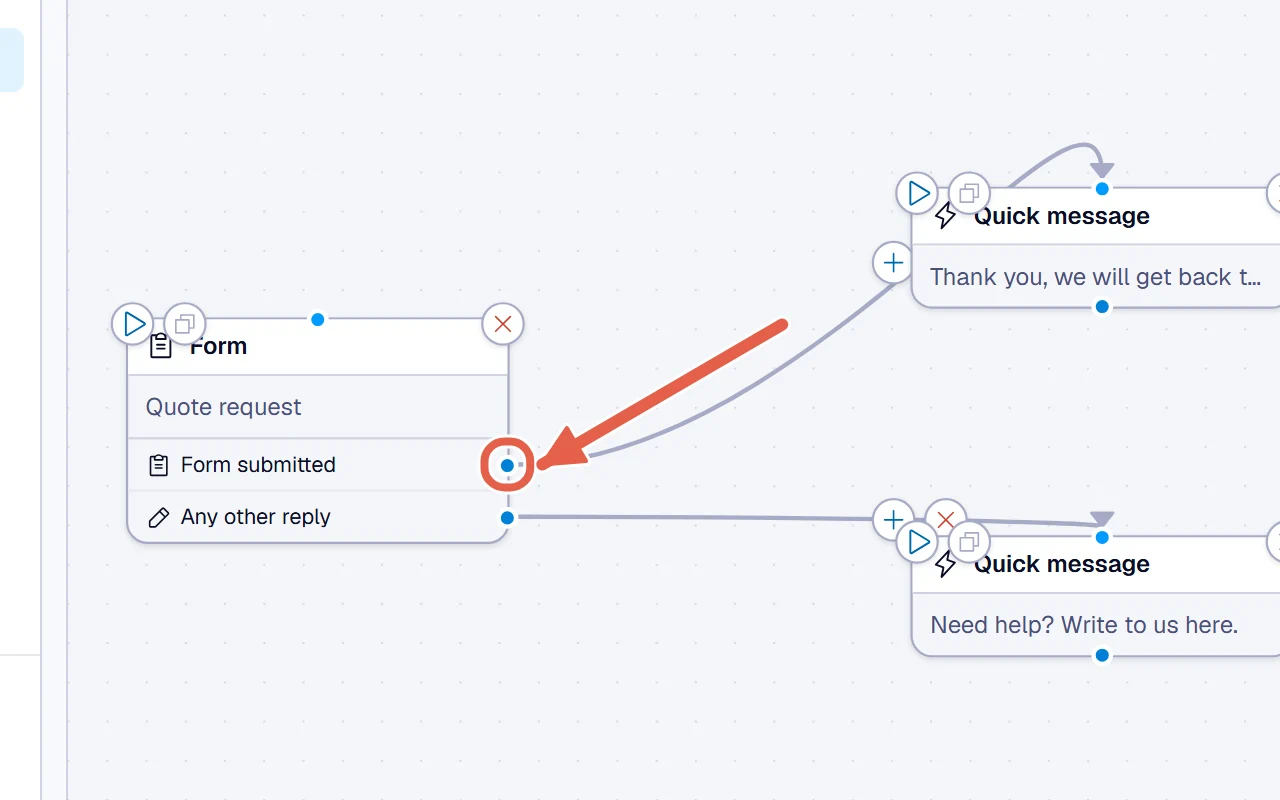 Quick message
Thank you, we will get back t...
Form
Quote request
Form submitted
Any other reply
Quick message
Need help? Write to us here.